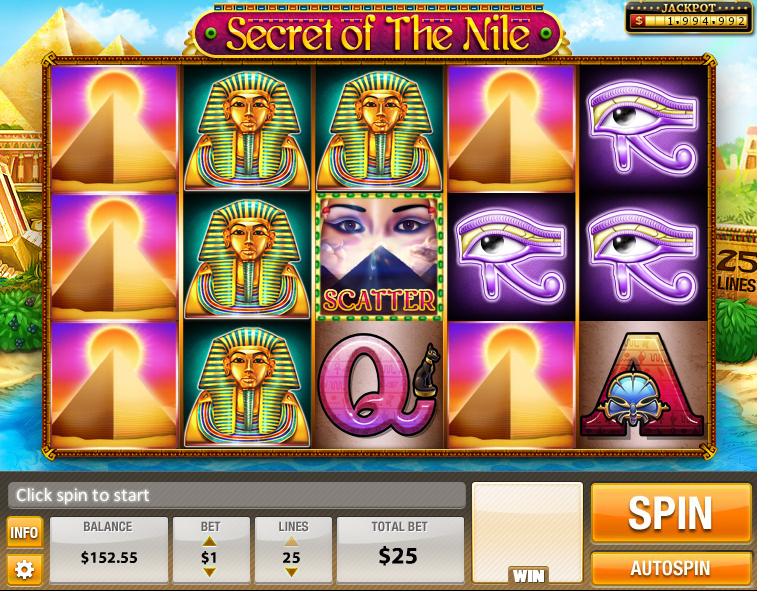 JACKPOT
$ 1.994.992
Secret of The Nile
25
LINES
SCATTER
Q
A
Click spin to start
INFO
BALANCE
$152.55
BET
$1
LINES
25
TOTAL BET
$25
WIN
SPIN
AUTOSPIN